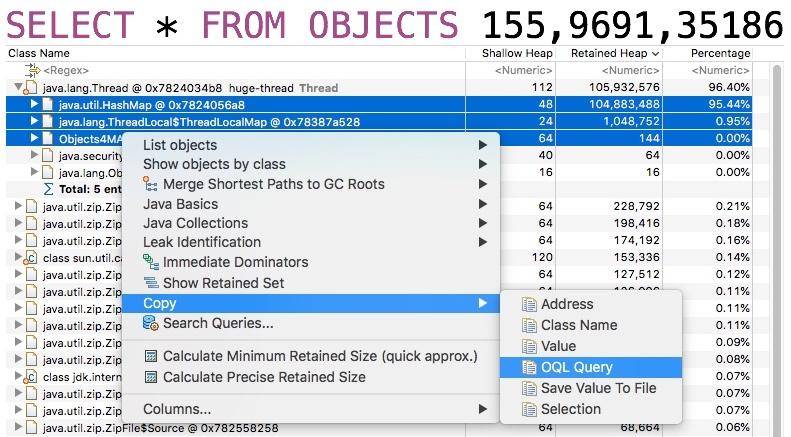 SELECT * FROM OBJECTS 155,9691,35186
Class Name Shallow Heap Retained Heap Percentage
<Regex> <Numeric> <Numeric> <Numeric>
java.lang.Thread @ 0x7824034b8 huge-thread Thread 112 105,932,576 96.40%
java.util.HashMap @ 0x7824056a8 48 104,883,488 95.44%
java.lang.ThreadLocal$ThreadLocalMap @ 0x78387a528 24 1,048,752 0.95%
Objects4MA 64 144 0.00%
java.security 40 64 0.00%
java.lang.Ob 16 16 0.00%
Σ Total: 5 ent
java.util.zip.Zip 64 228,792 0.21%
java.util.zip.Zip 64 198,416 0.18%
java.util.zip.Zip 64 174,192 0.16%
class sun.util.ca 120 153,336 0.14%
java.util.zip.Zip 64 127,512 0.12%
java.util.zip.Zip 0.11%
java.util.zip.Zip 0.11%
java.util.zip.Zip 0.11%
java.util.zip.Zip 0.09%
java.util.zip.Zip 0.08%
class jdk.intern 0.07%
java.util.zip.Zip 0.07%
java.util.zip.Zip 0.07%
java.util.zip.ZipFile$Source @ 0x782558258 64 68,664 0.06%
List objects
Show objects by class
Merge Shortest Paths to GC Roots
Java Basics
Java Collections
Leak Identification
Immediate Dominators
Show Retained Set
Copy
Search Queries...
Calculate Minimum Retained Size (quick approx.)
Calculate Precise Retained Size
Columns...
Address
Class Name
Value
OQL Query
Save Value To File
Selection